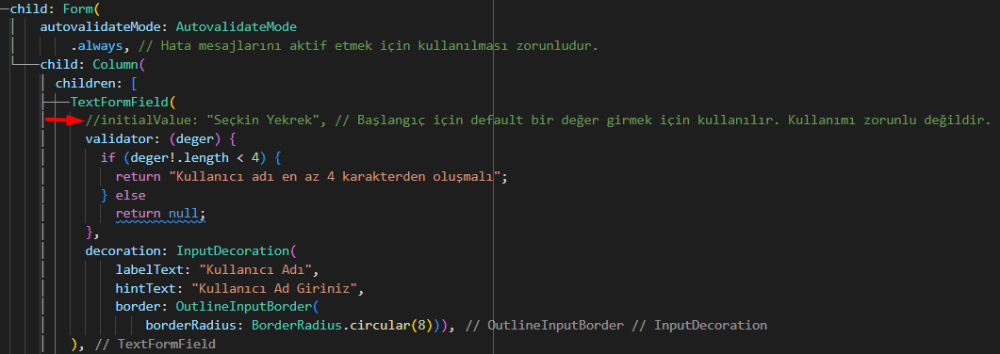 child: Form(
autovalidateMode: AutovalidateMode
.always, // Hata mesajlarını aktif etmek için kullanılması zorunludur.
child: Column(
children: [
TextFormField(
//initialValue: "Seçkin Yekrek", // Başlangıç için default bir değer girmek için kullanılır. Kullanımı zorunlu değildir.
validator: (deger) {
if (deger!.length < 4) {
return "Kullanıcı adı en az 4 karakterden oluşmalı";
} else
return null;
},
decoration: InputDecoration(
labelText: "Kullanıcı Adı",
hintText: "Kullanıcı Ad Giriniz",
border: OutlineInputBorder(
borderRadius: BorderRadius.circular(8))), // OutlineInputBorder // InputDecoration
), // TextFormField